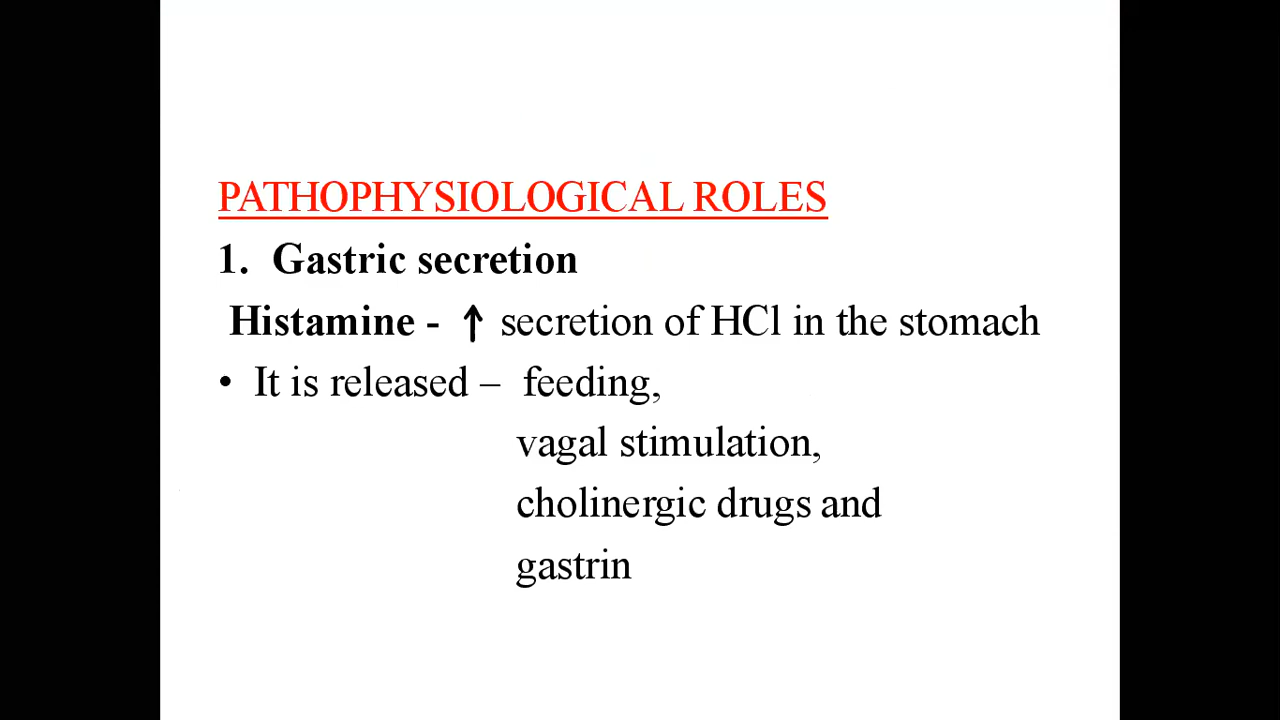 PATHOPHYSIOLOGICAL ROLES
1. Gastric secretion
Histamine - ↑ secretion of HCl in the stomach
• It is released – feeding,
vagal stimulation,
cholinergic drugs and
gastrin